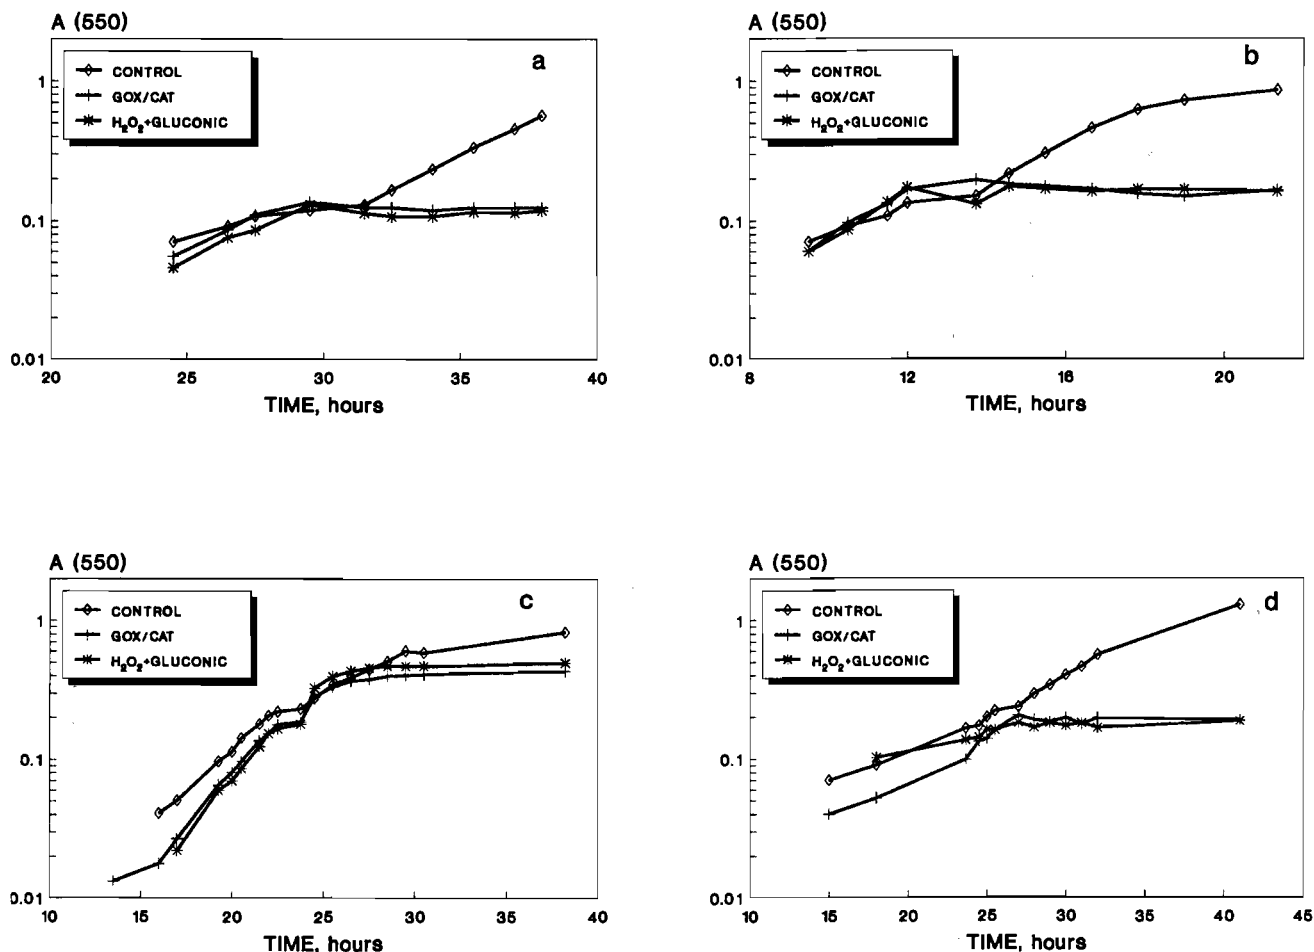 A (550)
1
0.1
0.01
CONTROL
GOX/CAT
H₂O₂+GLUCONIC
a
20 25 30 35 40
TIME, hours
A (550)
1
0.1
0.01
CONTROL
GOX/CAT
H₂O₂+GLUCONIC
b
8 12 16 20
TIME, hours
A (550)
1
0.1
0.01
CONTROL
GOX/CAT
H₂O₂+GLUCONIC
c
10 15 20 25 30 35 40
TIME, hours
A (550)
1
0.1
0.01
CONTROL
GOX/CAT
H₂O₂+GLUCONIC
d
10 15 20 25 30 35 40 45
TIME, hours